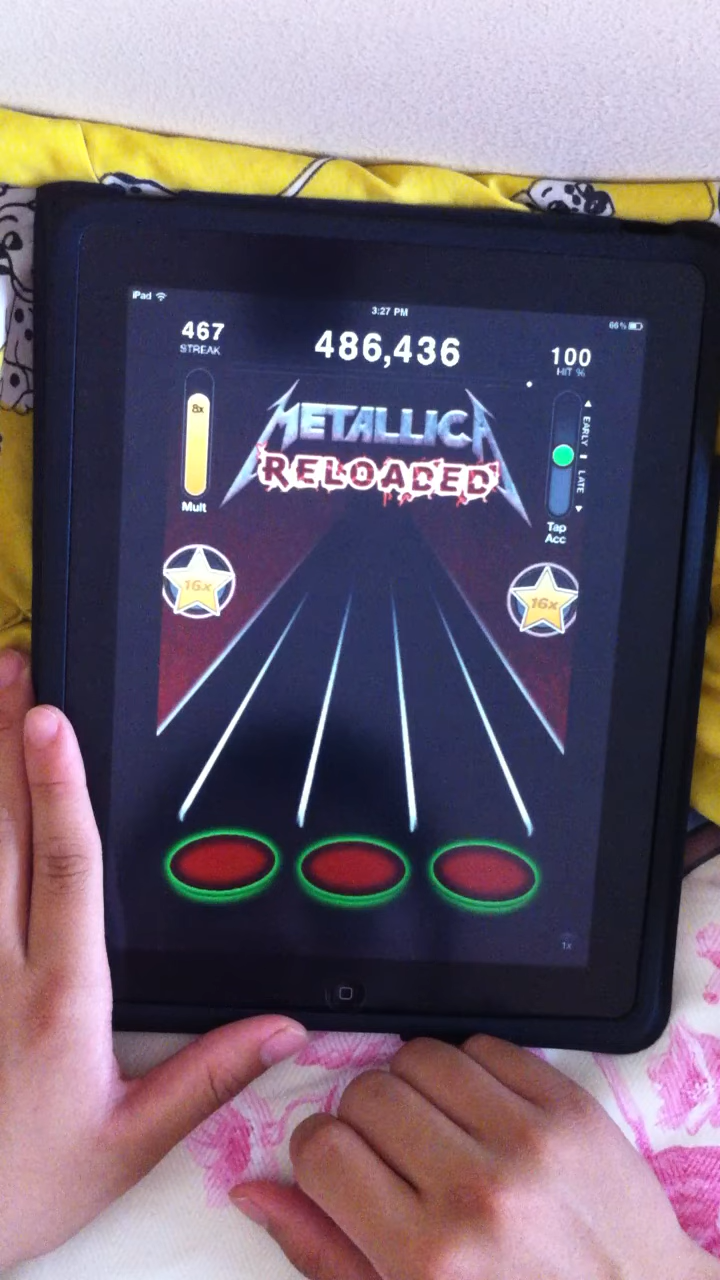 iPad
3:27 PM
66%
467
STREAK
486,436
100
HIT %
8x
Mult
METALLICA
RELOADED
EARLY
LATE
Tap
Acc
16x
16x
1x